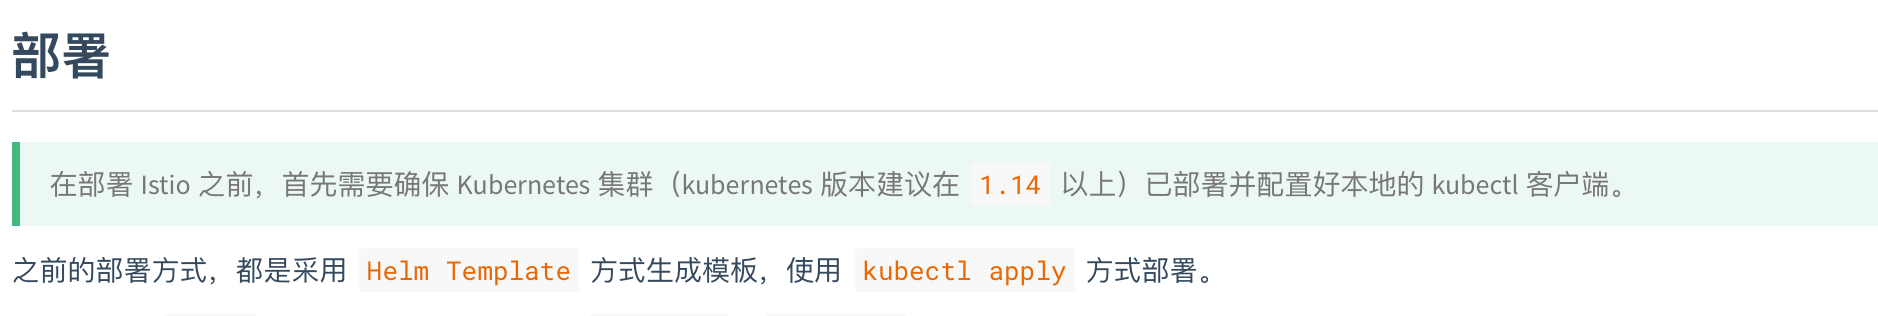 部署
在部署 Istio 之前，首先需要确保 Kubernetes 集群（kubernetes 版本建议在 1.14 以上）已部署并配置好本地的 kubectl 客户端。
之前的部署方式，都是采用 Helm Template 方式生成模板，使用 kubectl apply 方式部署。